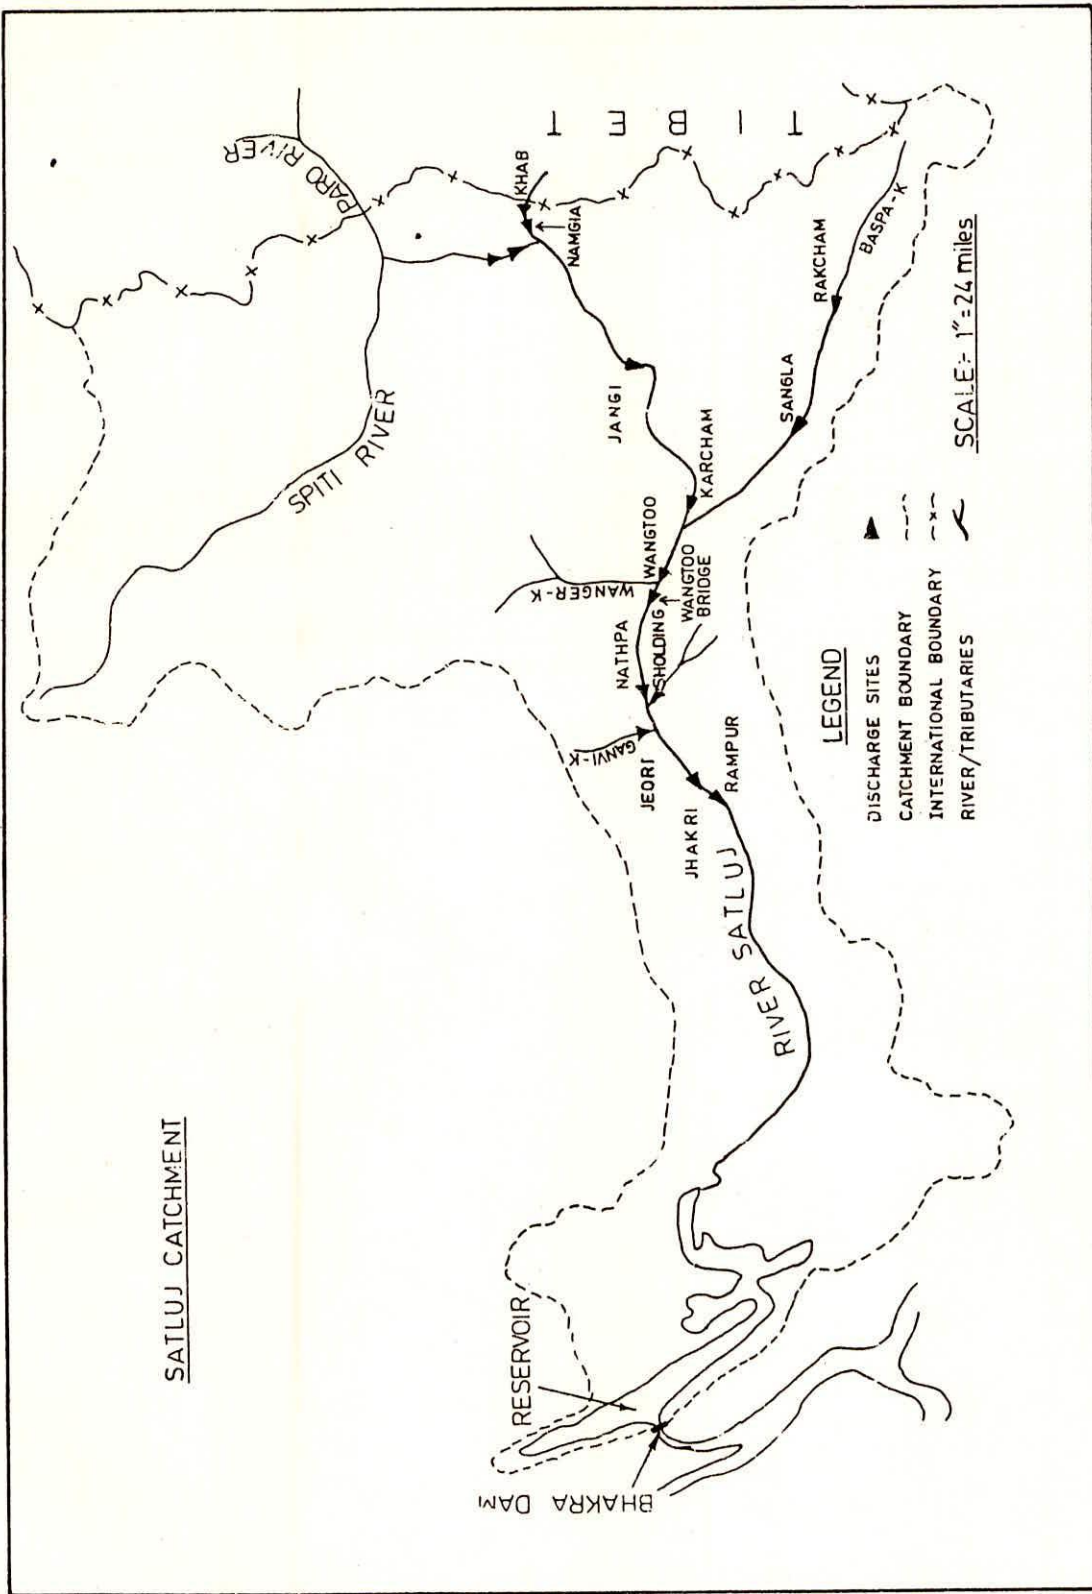 SATLUJ CATCHMENT
PARO RIVER
SPITI RIVER
TIBET
KHAB
NAMGIA
JANGI
KARCHAM
WANGTOO
WANGTOO
BRIDGE
WANGER-K
NATHPA
SHOLDING
GANVI-K
JEORI
JHAKRI
RAMPUR
RIVER SATLUJ
RAKCHAM
BASPA-K
SANGLA
RESERVOIR
BHAKRA DAM
LEGEND
DISCHARGE SITES
CATCHMENT BOUNDARY
INTERNATIONAL BOUNDARY
RIVER/TRIBUTARIES
SCALE:- 1"=24 miles